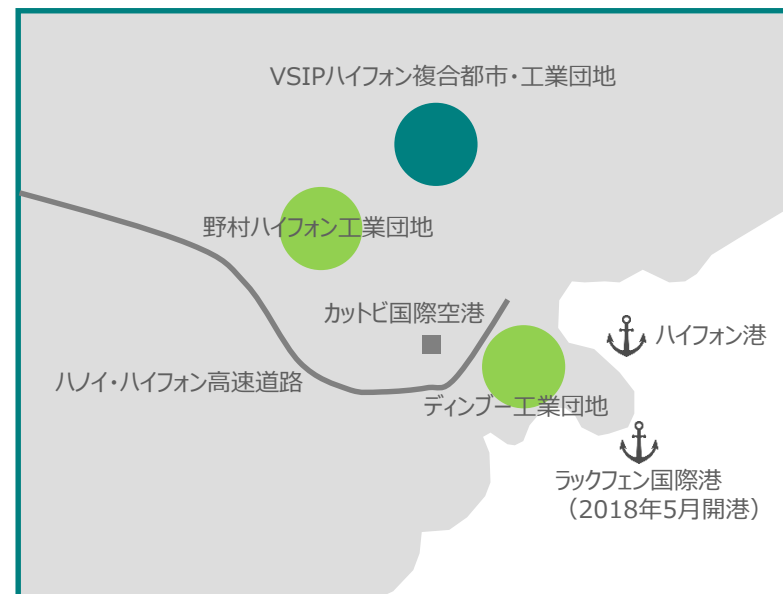 VSIPハイフォン複合都市・工業団地
野村ハイフォン工業団地
カットビ国際空港
ハイフォン港
ハノイ・ハイフォン高速道路
ディンブー工業団地
ラックフェン国際港
（2018年5月開港）